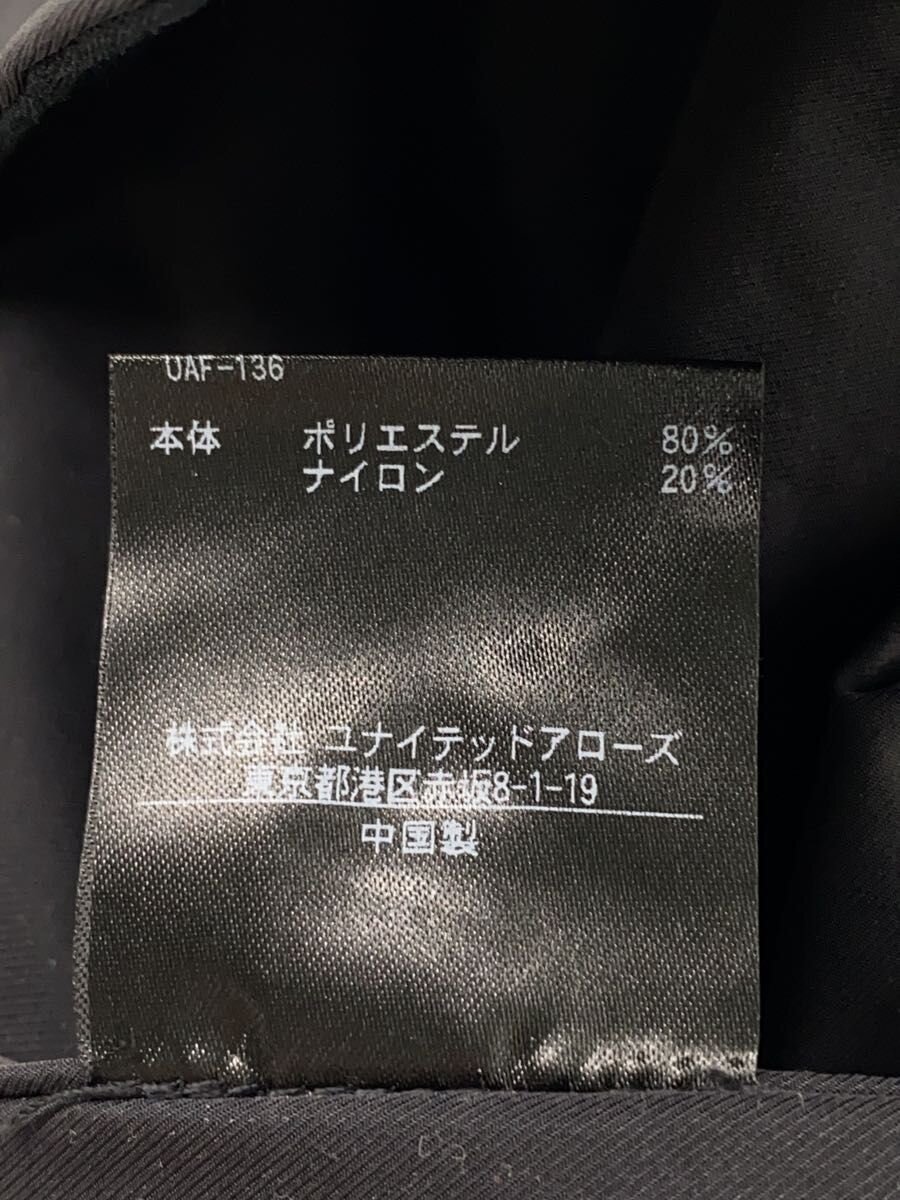 UAF-136
本体 ポリエステル 80%
ナイロン 20%
株式会社 ユナイテッドアローズ
東京都港区赤坂8-1-19
中国製